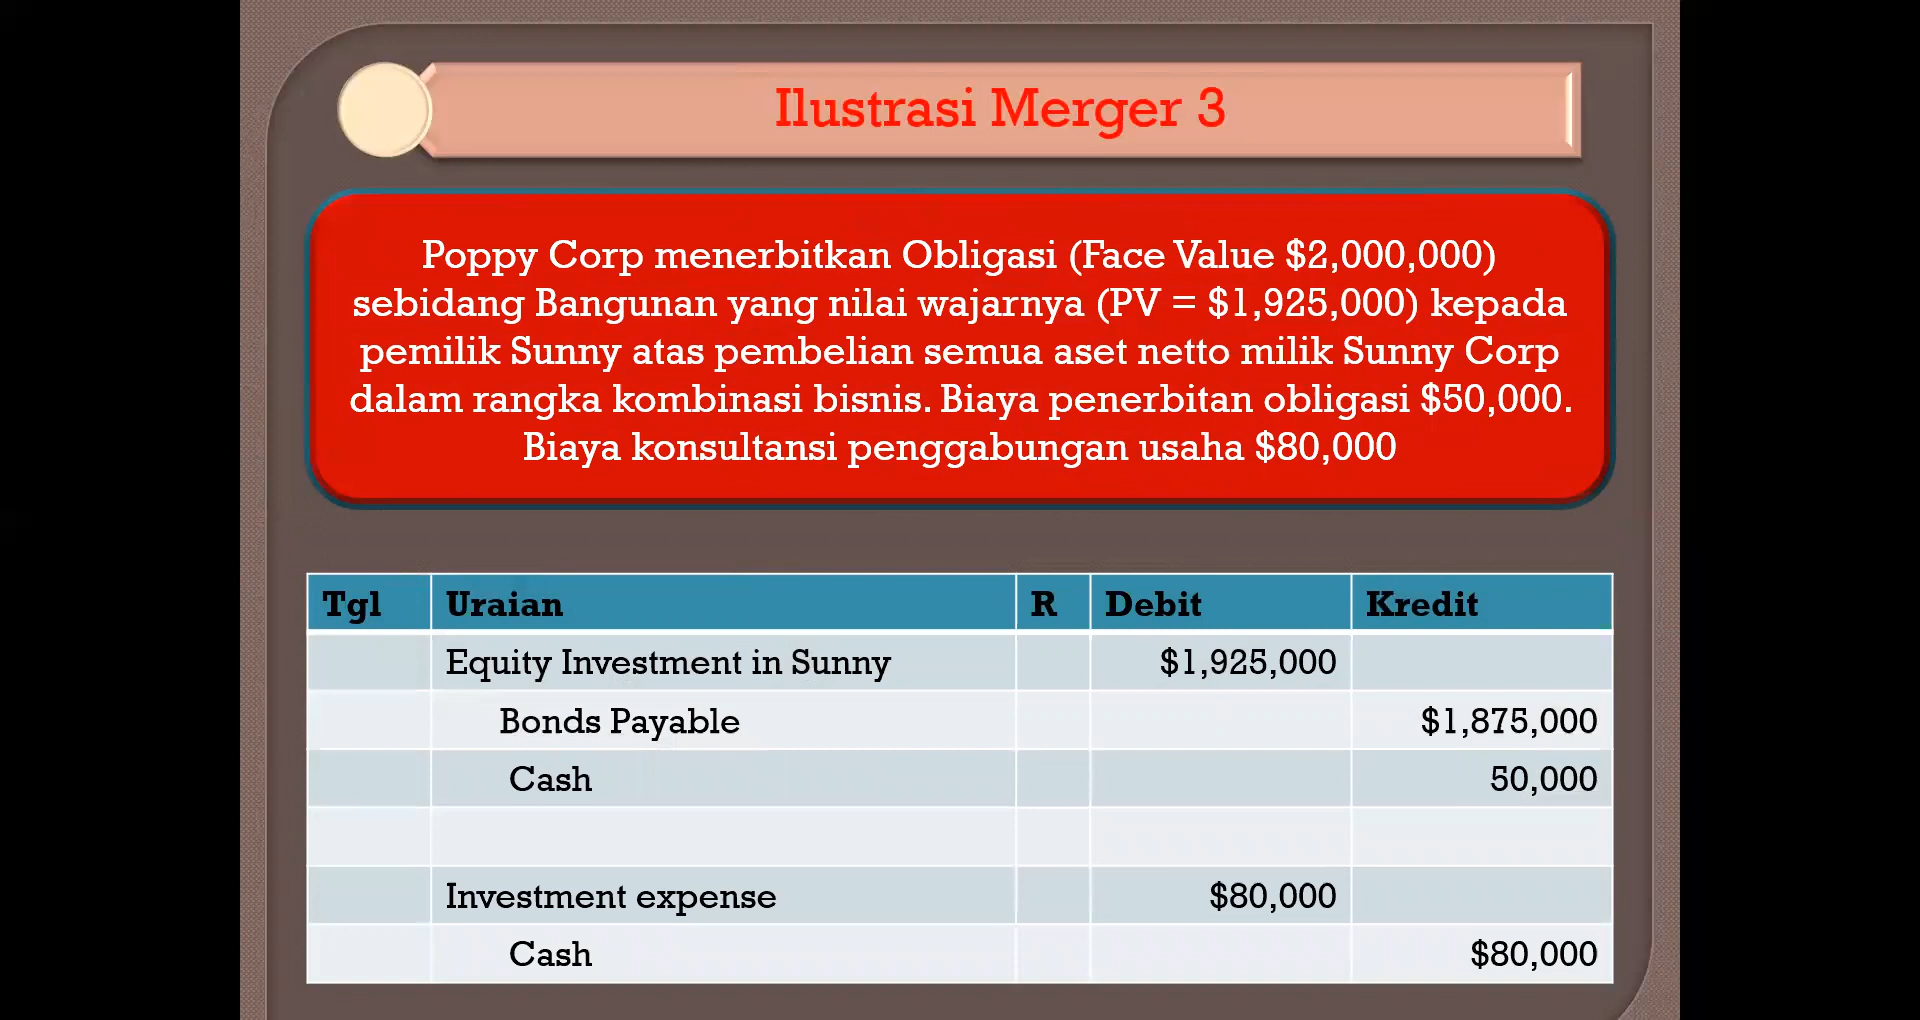 Ilustrasi Merger 3
Poppy Corp menerbitkan Obligasi (Face Value $2,000,000)
sebidang Bangunan yang nilai wajarnya (PV = $1,925,000) kepada
pemilik Sunny atas pembelian semua aset netto milik Sunny Corp
dalam rangka kombinasi bisnis. Biaya penerbitan obligasi $50,000.
Biaya konsultansi penggabungan usaha $80,000
Tgl Uraian R Debit Kredit
Equity Investment in Sunny $1,925,000
Bonds Payable $1,875,000
Cash 50,000
Investment expense $80,000
Cash $80,000